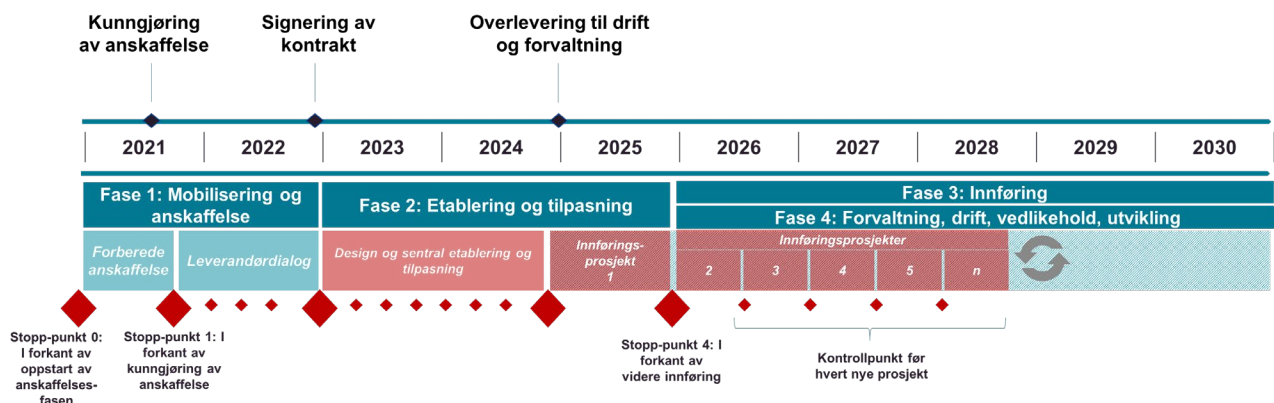 Kunngjøring
av anskaffelse
Signering av
kontrakt
Overlevering til drift
og forvaltning
2021
2022
2023
2024
2025
2026
2027
2028
2029
2030
Fase 1: Mobilisering og
anskaffelse
Fase 2: Etablering og tilpasning
Fase 3: Innføring
Fase 4: Forvaltning, drift, vedlikehold, utvikling
Forberede
anskaffelse
Leverandørdialog
Design og sentral etablering og
tilpasning
Innførings-
prosjekt
1
Innføringsprosjekter
2
3
4
5
n
Stopp-punkt 0:
I forkant av
oppstart av
anskaffelses-
fasen
Stopp-punkt 1: I
forkant av
kunngjøring av
anskaffelse
Stopp-punkt 4: I
forkant av
videre innføring
Kontrollpunkt før
hvert nye prosjekt